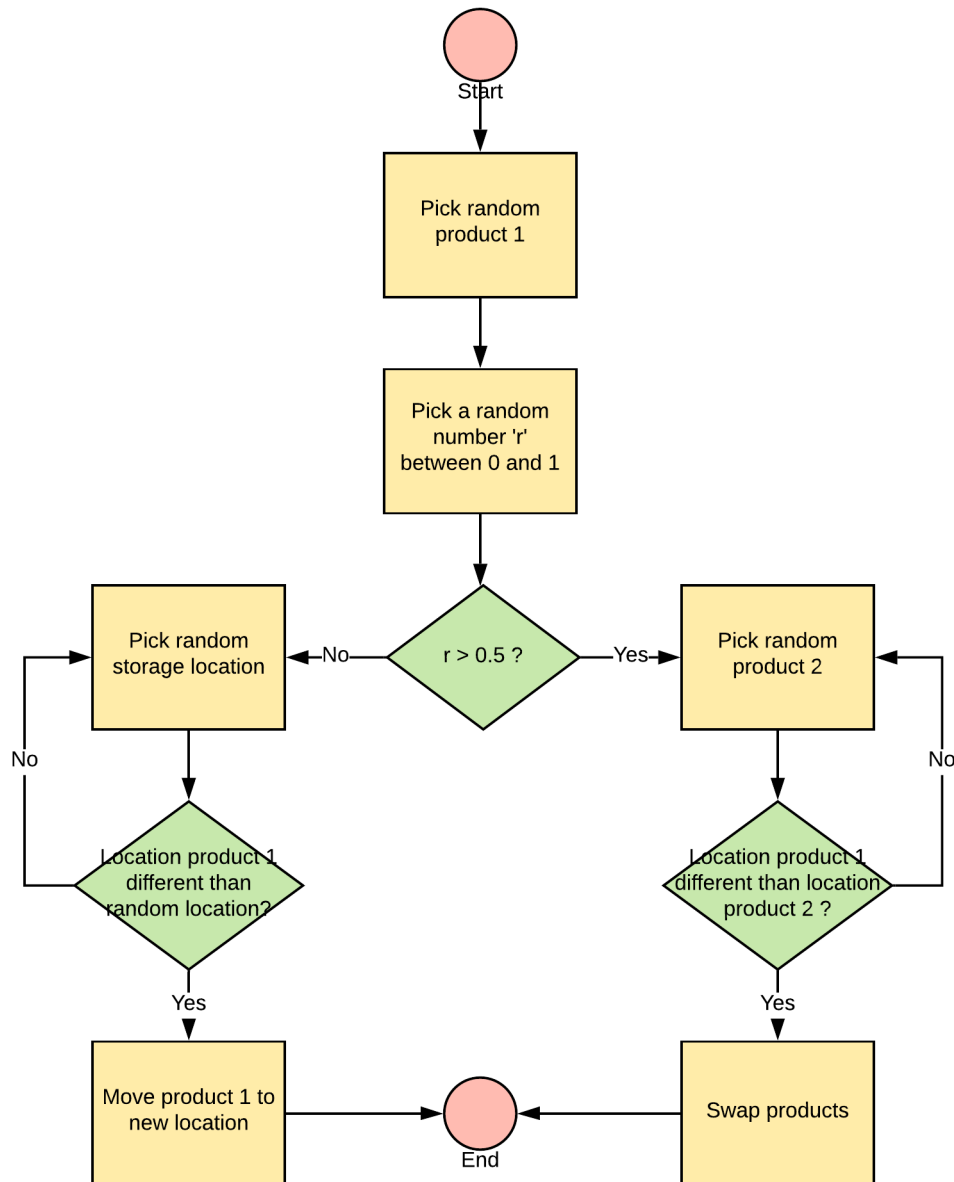 Start
Pick random
product 1
Pick a random
number 'r'
between 0 and 1
r > 0.5 ?
No
Yes
Pick random
storage location
Pick random
product 2
No
No
Location product 1
different than
random location?
Location product 1
different than location
product 2 ?
Yes
Yes
Move product 1 to
new location
Swap products
End